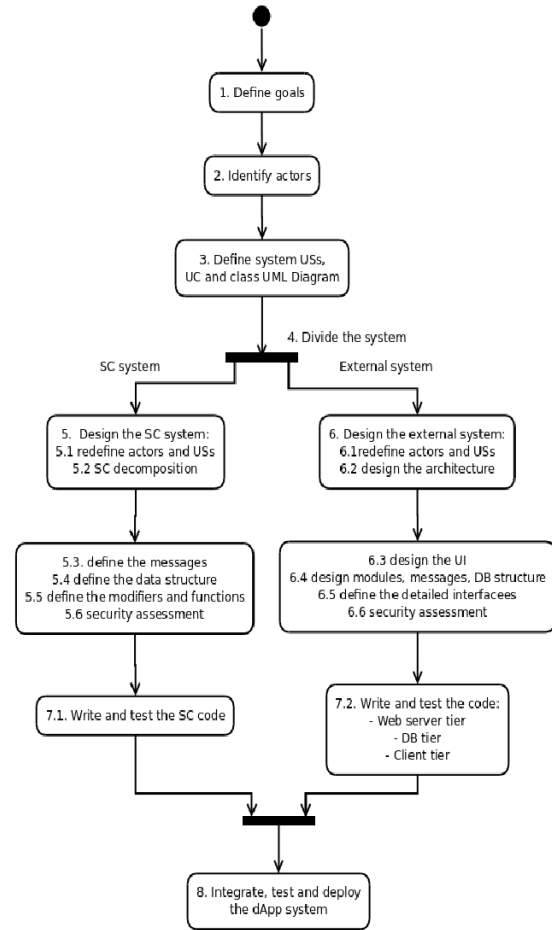 1. Define goals
2. Identify actors
3. Define system USs,
UC and class UML Diagram
4. Divide the system
SC system
External system
5. Design the SC system:
5.1 redefine actors and USs
5.2 SC decomposition
6. Design the external system:
6.1redefine actors and USs
6.2 design the architecture
5.3. define the messages
5.4 define the data structure
5.5 define the modifiers and functions
5.6 security assessment
6.3 design the UI
6.4 design modules, messages, DB structure
6.5 define the detailed interfacees
6.6 security assessment
7.1. Write and test the SC code
7.2. Write and test the code:
- Web server tier
- DB tier
- Client tier
8. Integrate, test and deploy
the dApp system